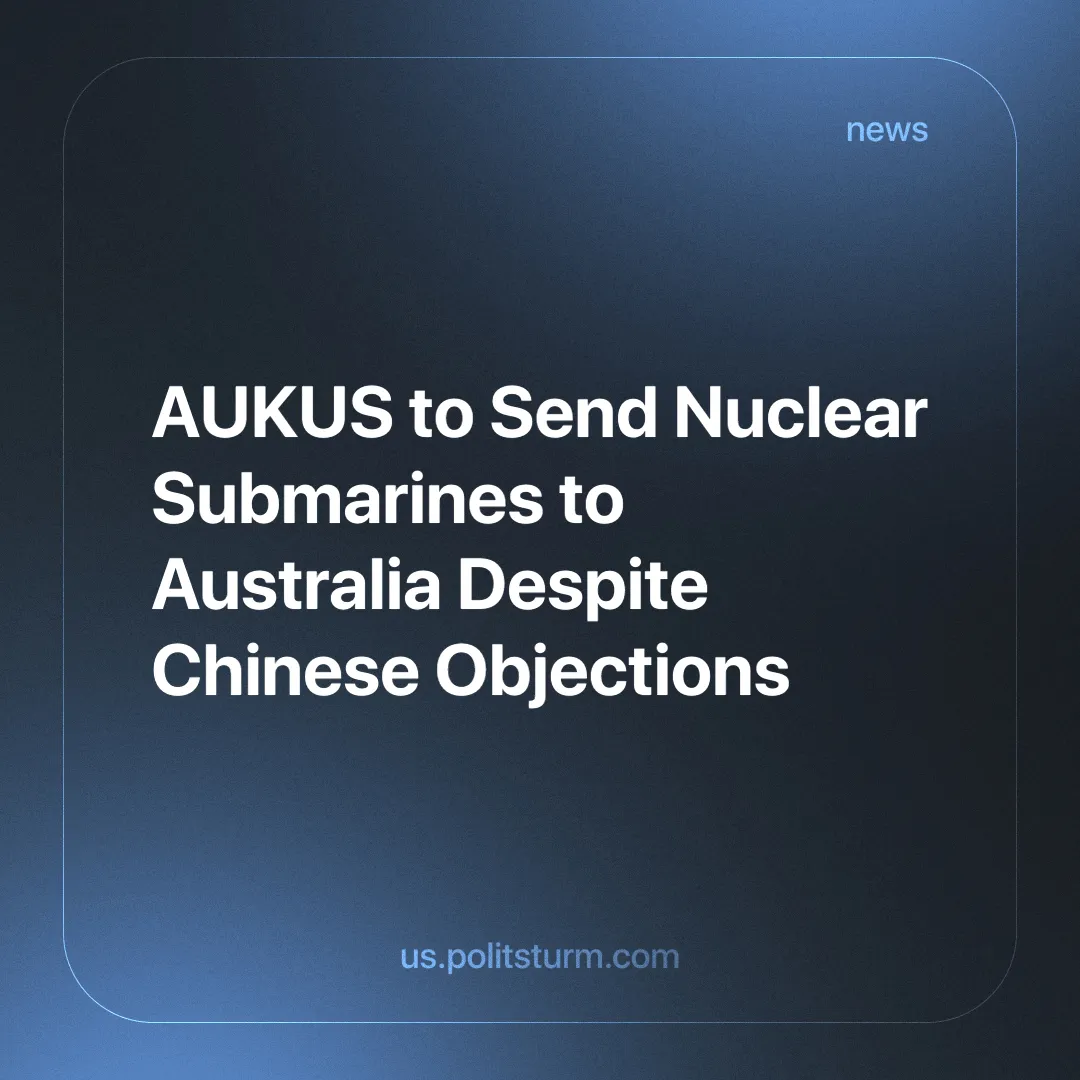 news
AUKUS to Send Nuclear
Submarines to
Australia Despite
Chinese Objections
us.politsturm.com